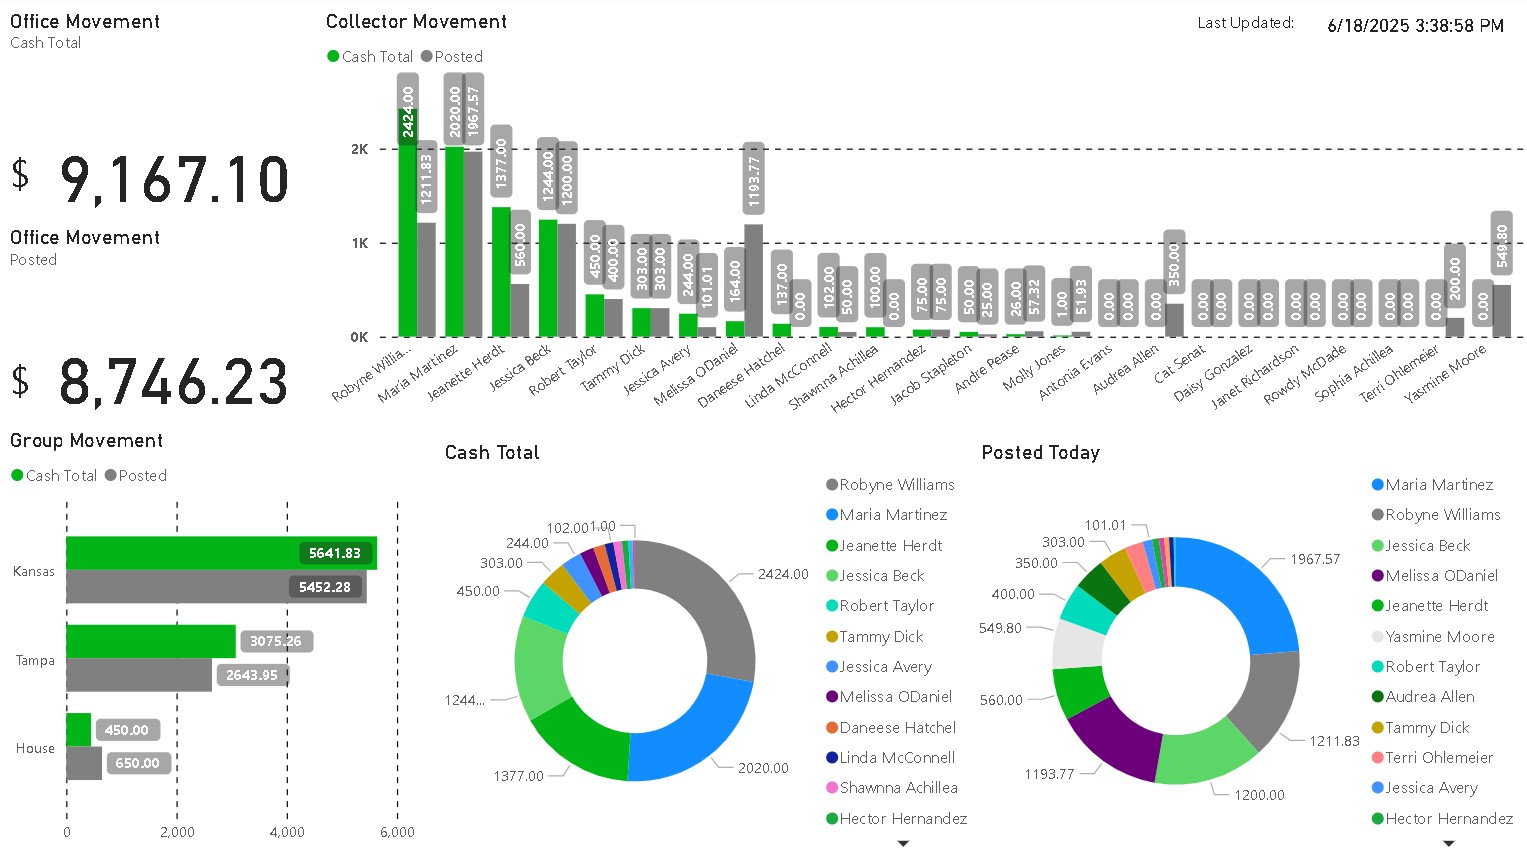 Office Movement
Cash Total
$ 9,167.10
Office Movement
Posted
$ 8,746.23
Collector Movement
Last Updated: 6/18/2025 3:38:58 PM
Cash Total Posted
2K
1K
0K
2424.00 1211.83 2020.00 1967.57 1377.00 560.00 1244.00 1200.00 450.00 400.00 303.00 303.00 244.00 101.01 164.00 1193.77 137.00 0.00 102.00 50.00 100.00 0.00 75.00 75.00 50.00 25.00 26.00 57.32 1.00 51.93 0.00 0.00 0.00 350.00 0.00 0.00 0.00 0.00 0.00 0.00 0.00 0.00 0.00 0.00 0.00 200.00 0.00 549.80
Robyne Willia...
Maria Martinez
Jeanette Herdt
Jessica Beck
Robert Taylor
Tammy Dick
Jessica Avery
Melissa ODaniel
Daneese Hatchel
Linda McConnell
Shawnna Achillea
Hector Hernandez
Jacob Stapleton
Andre Pease
Molly Jones
Antonia Evans
Audrea Allen
Cat Senat
Daisy Gonzalez
Janet Richardson
Rowdy McDade
Sophia Achillea
Terri Ohlemeier
Yasmine Moore
Group Movement
Cash Total Posted
Kansas
5641.83
5452.28
Tampa
3075.26
2643.95
House
450.00
650.00
0 2,000 4,000 6,000
Cash Total
2424.00
2020.00
1377.00
1244...
450.00
303.00
244.00
102.00
1.00
Robyne Williams
Maria Martinez
Jeanette Herdt
Jessica Beck
Robert Taylor
Tammy Dick
Jessica Avery
Melissa ODaniel
Daneese Hatchel
Linda McConnell
Shawnna Achillea
Hector Hernandez
Posted Today
1967.57
1211.83
1200.00
1193.77
560.00
549.80
400.00
350.00
303.00
101.01
Maria Martinez
Robyne Williams
Jessica Beck
Melissa ODaniel
Jeanette Herdt
Yasmine Moore
Robert Taylor
Audrea Allen
Tammy Dick
Terri Ohlemeier
Jessica Avery
Hector Hernandez